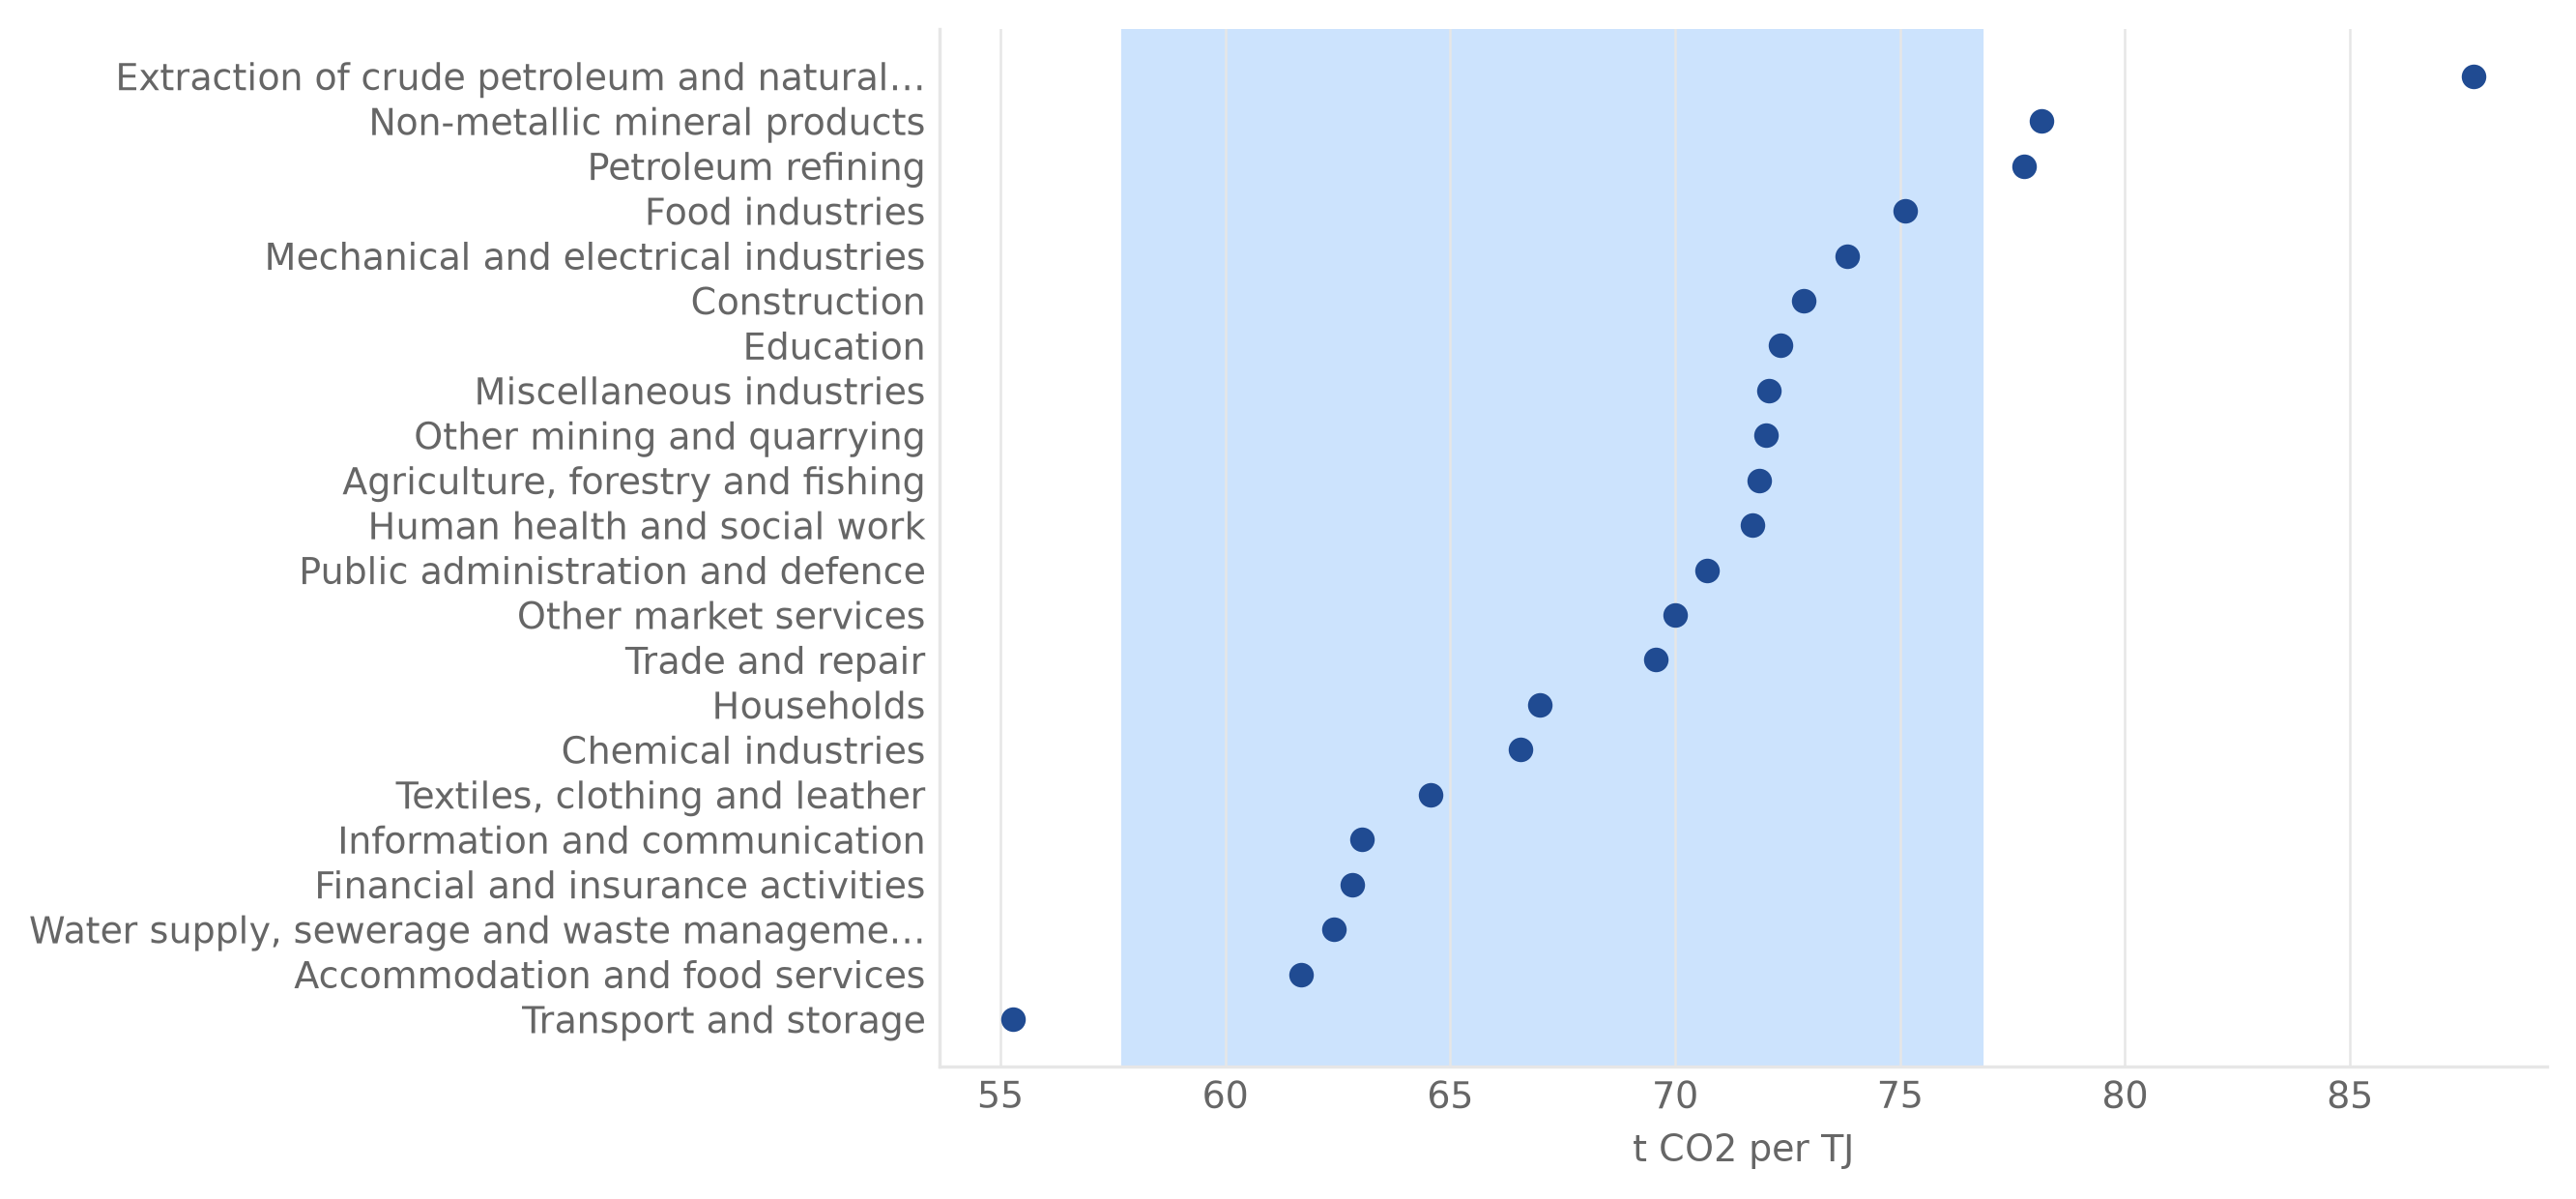 Extraction of crude petroleum and natural...
Non-metallic mineral products
Petroleum refining
Food industries
Mechanical and electrical industries
Construction
Education
Miscellaneous industries
Other mining and quarrying
Agriculture, forestry and fishing
Human health and social work
Public administration and defence
Other market services
Trade and repair
Households
Chemical industries
Textiles, clothing and leather
Information and communication
Financial and insurance activities
Water supply, sewerage and waste manageme...
Accommodation and food services
Transport and storage
55 60 65 70 75 80 85
t CO2 per TJ